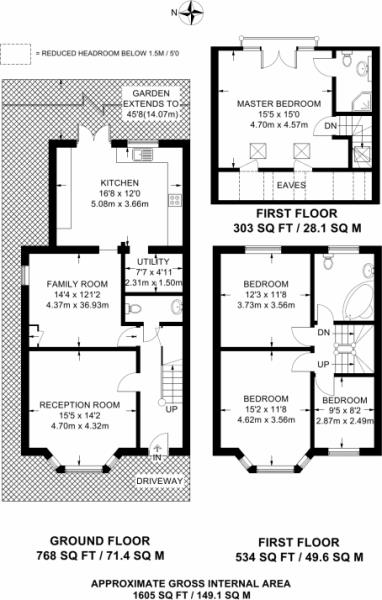 N
= REDUCED HEADROOM BELOW 1.5M / 5'0
GARDEN
EXTENDS TO
45'8(14.07m)
KITCHEN
16'8 x 12'0
5.08m x 3.66m
UTILITY
7'7 x 4'11
2.31m x 1.50m
FAMILY ROOM
14'4 x 121'2
4.37m x 36.93m
RECEPTION ROOM
15'5 x 14'2
4.70m x 4.32m
UP
IN
DRIVEWAY
GROUND FLOOR
768 SQ FT / 71.4 SQ M
MASTER BEDROOM
15'5 x 15'0
4.70m x 4.57m
DN
EAVES
FIRST FLOOR
303 SQ FT / 28.1 SQ M
BEDROOM
12'3 x 11'8
3.73m x 3.56m
DN
UP
BEDROOM
15'2 x 11'8
4.62m x 3.56m
BEDROOM
9'5 x 8'2
2.87m x 2.49m
FIRST FLOOR
534 SQ FT / 49.6 SQ M
APPROXIMATE GROSS INTERNAL AREA
1605 SQ FT / 149.1 SQ M